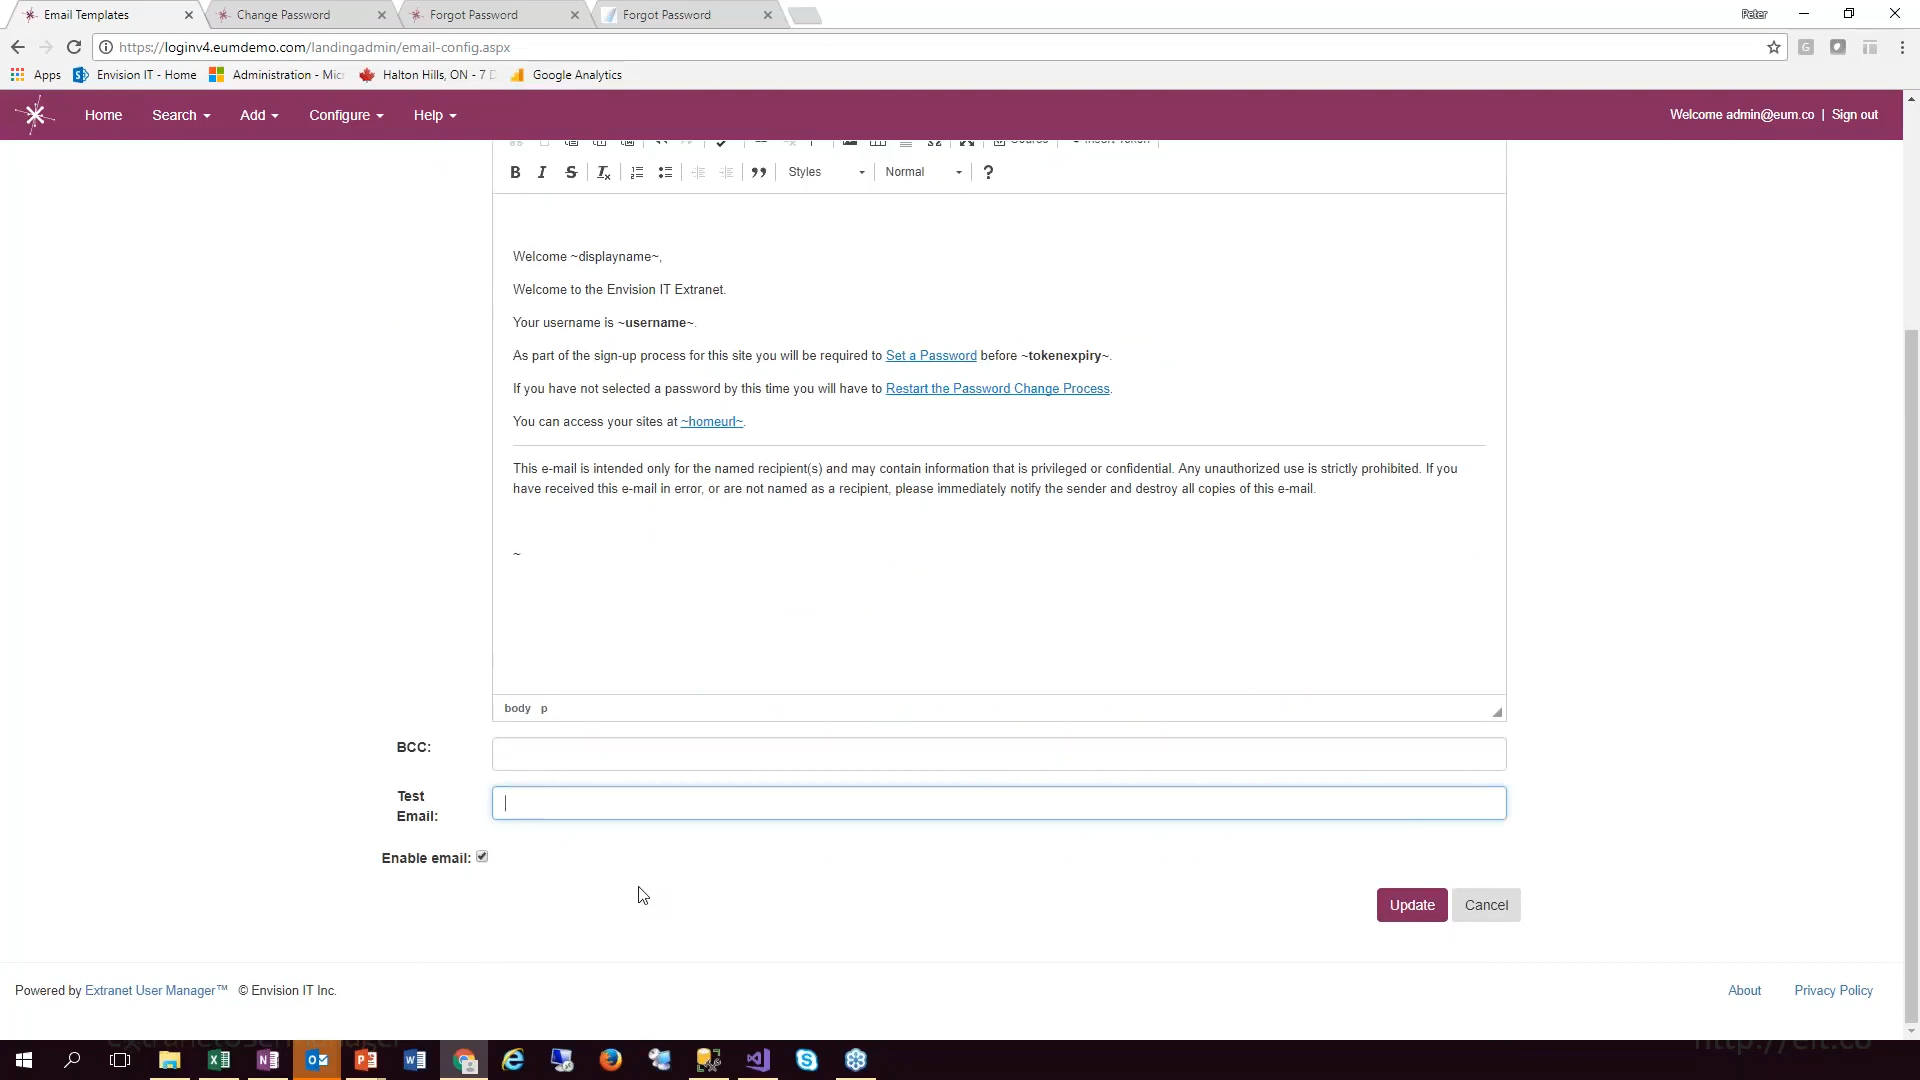 Email Templates
Change Password
Forgot Password
Forgot Password
Peter
https://loginv4.eumdemo.com/landingadmin/email-config.aspx
Apps
Envision IT - Home
Administration - Mic
Halton Hills, ON - 7 D
Google Analytics
Home
Search
Add
Configure
Help
Welcome admin@eum.co | Sign out
Styles
Normal
Welcome ~displayname~,
Welcome to the Envision IT Extranet.
Your username is ~username~.
As part of the sign-up process for this site you will be required to Set a Password before ~tokenexpiry~.
If you have not selected a password by this time you will have to Restart the Password Change Process.
You can access your sites at ~homeurl~.
This e-mail is intended only for the named recipient(s) and may contain information that is privileged or confidential. Any unauthorized use is strictly prohibited. If you
have received this e-mail in error, or are not named as a recipient, please immediately notify the sender and destroy all copies of this e-mail.
~
body p
BCC:
Test
Email:
Enable email:
Update
Cancel
Powered by Extranet User Manager™ © Envision IT Inc.
About
Privacy Policy